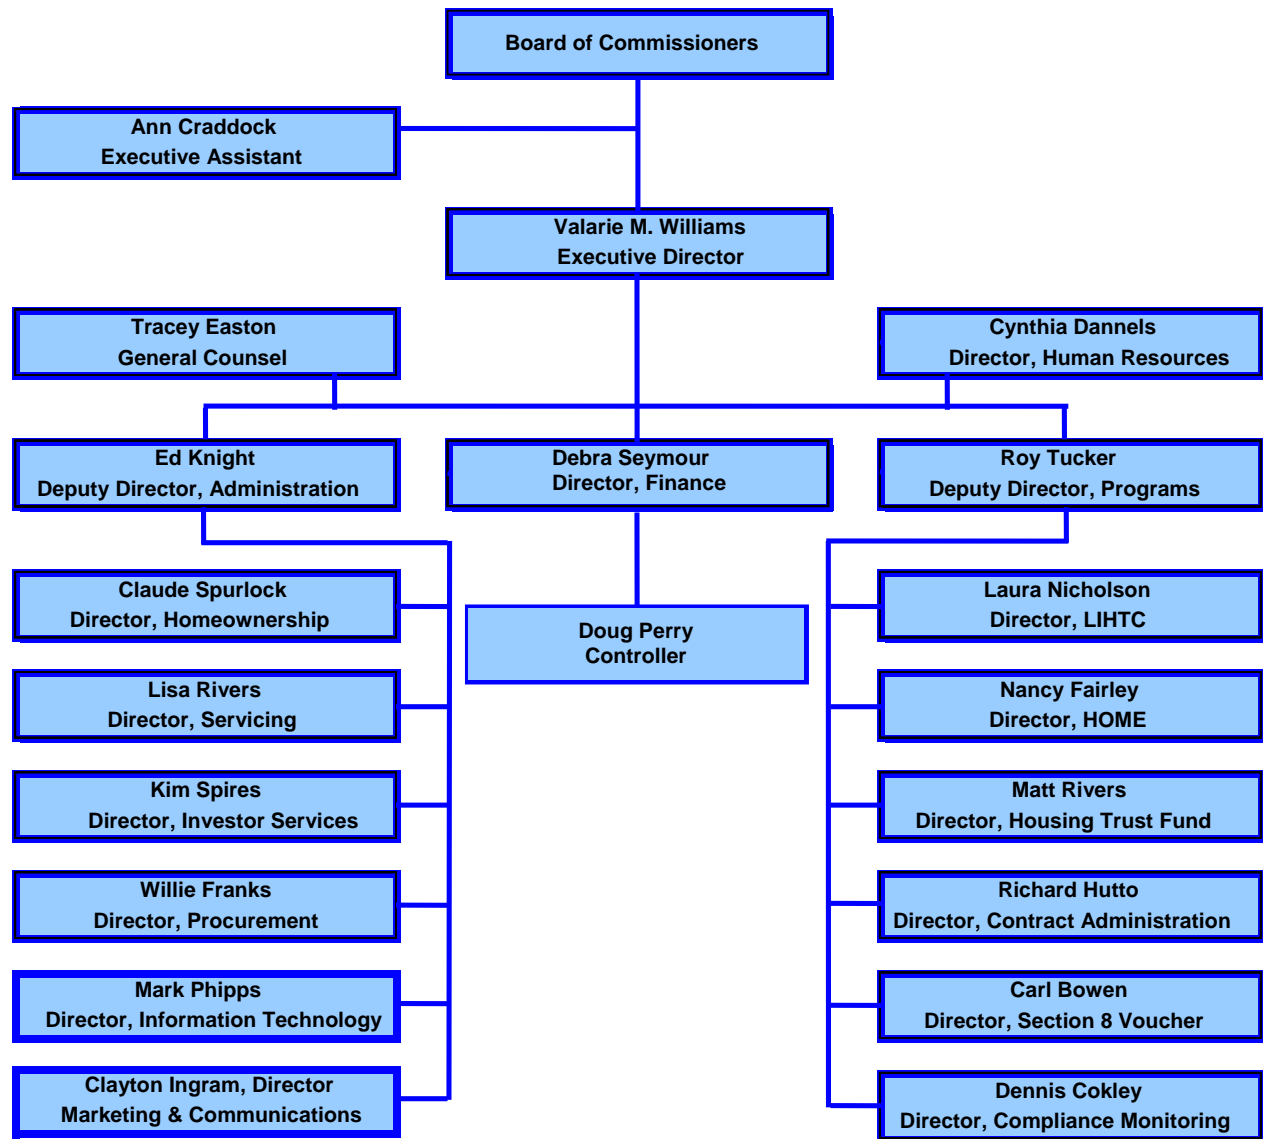 Board of Commissioners
Ann Craddock
Executive Assistant
Valarie M. Williams
Executive Director
Tracey Easton
General Counsel
Cynthia Dannels
Director, Human Resources
Ed Knight
Deputy Director, Administration
Debra Seymour
Director, Finance
Roy Tucker
Deputy Director, Programs
Claude Spurlock
Director, Homeownership
Doug Perry
Controller
Laura Nicholson
Director, LIHTC
Lisa Rivers
Director, Servicing
Nancy Fairley
Director, HOME
Kim Spires
Director, Investor Services
Matt Rivers
Director, Housing Trust Fund
Willie Franks
Director, Procurement
Richard Hutto
Director, Contract Administration
Mark Phipps
Director, Information Technology
Carl Bowen
Director, Section 8 Voucher
Clayton Ingram, Director
Marketing & Communications
Dennis Cokley
Director, Compliance Monitoring